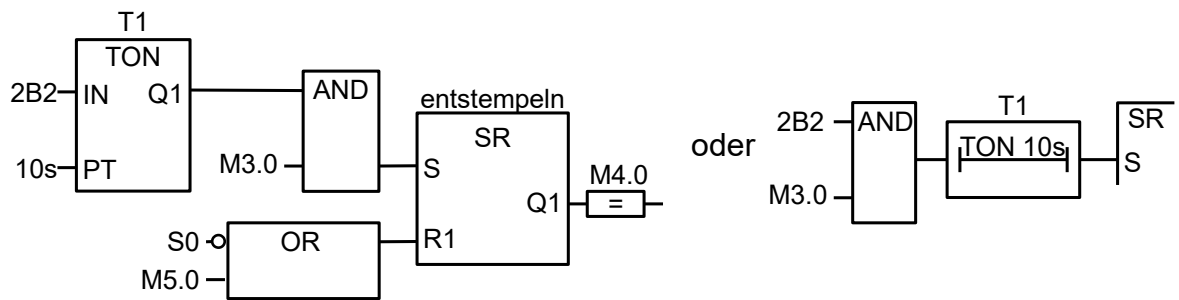 T1
TON
2B2 IN Q1
10s PT
AND
M3.0
entstempeln
SR
S
Q1
R1
M4.0
=
S0 OR
M5.0
oder
2B2 AND
M3.0
T1
TON 10s
SR
S